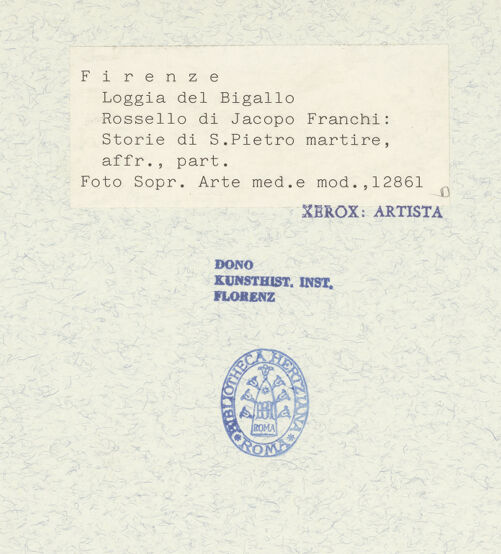 F i r e n z e
Loggia del Bigallo
Rossello di Jacopo Franchi:
Storie di S.Pietro martire,
affr., part.
Foto Sopr. Arte med.e mod.,12861
XEROX: ARTISTA
DONO
KUNSTHIST. INST.
FLORENZ
BIBLIOTHECA HERTZIANA
ROMA
* ROMA *